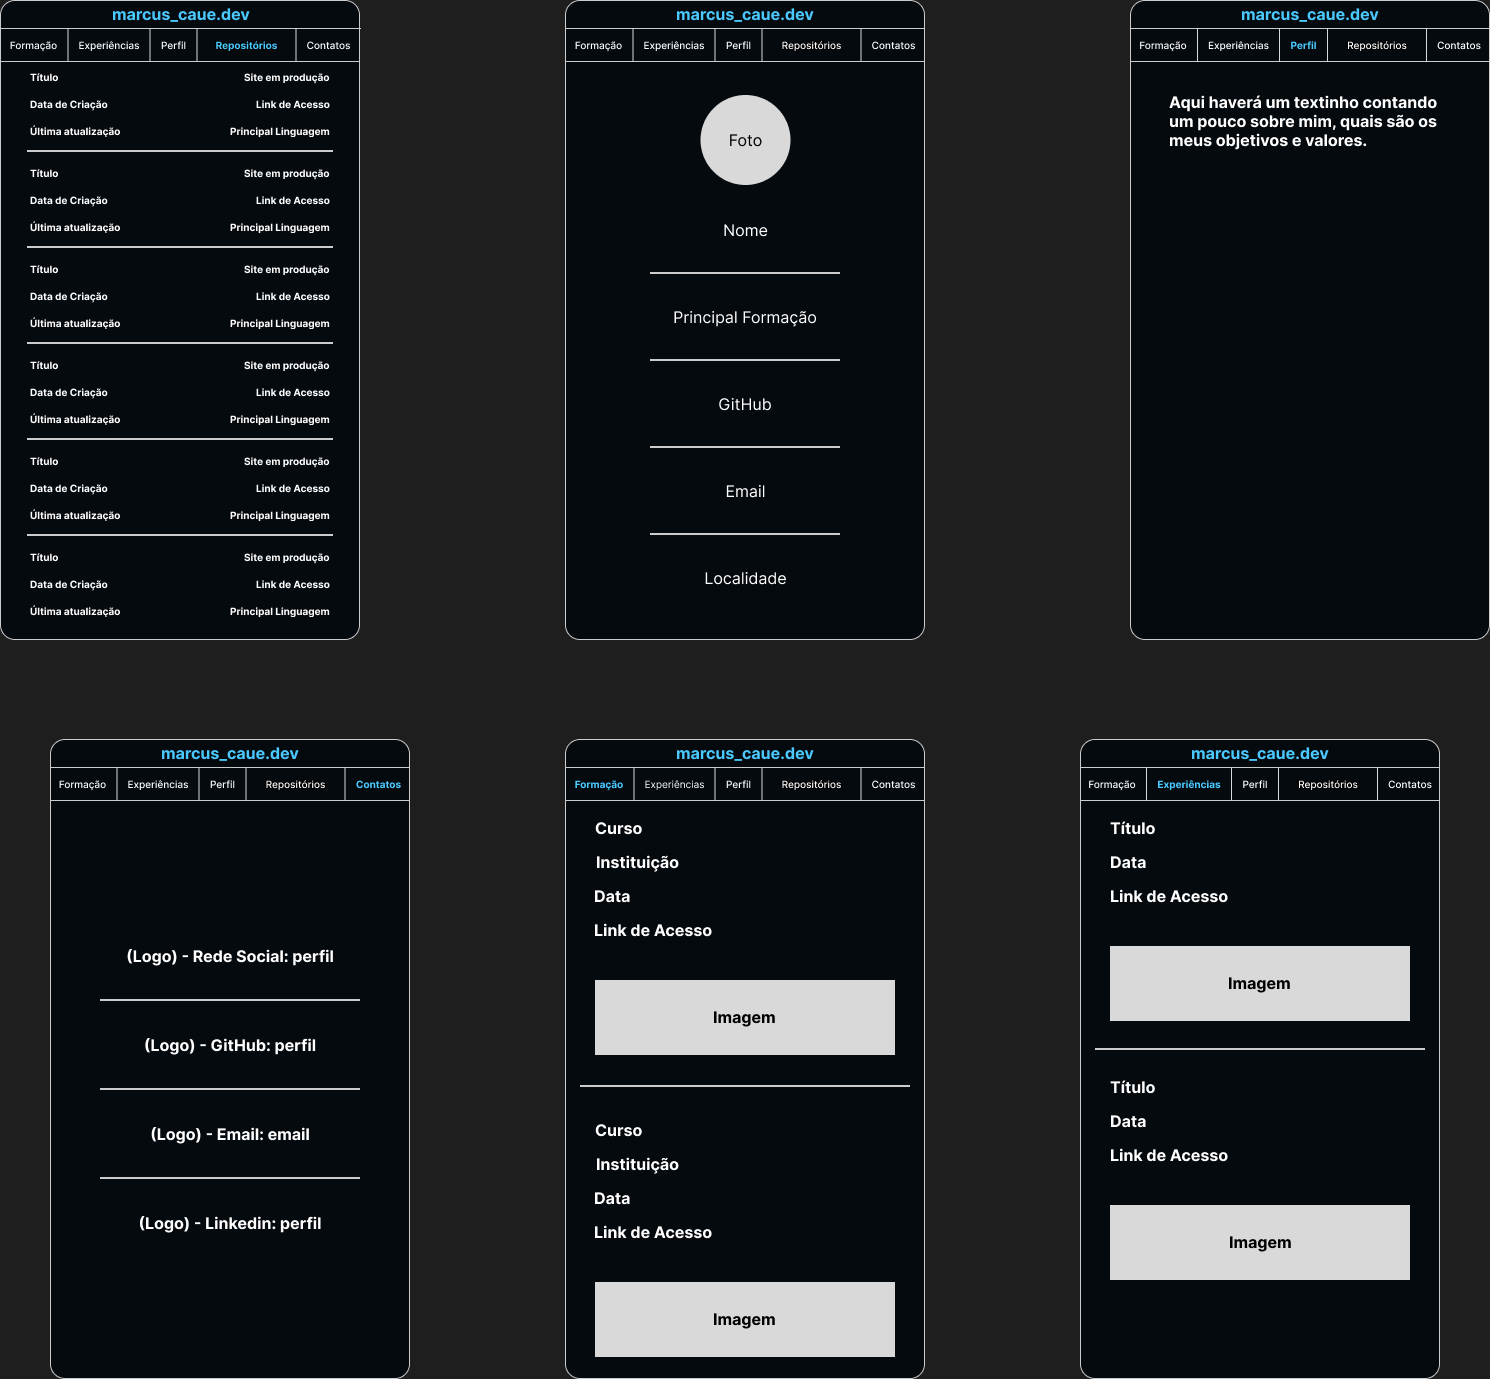 marcus_caue.dev
Formação Experiências Perfil Repositórios Contatos
Título Site em produção
Data de Criação Link de Acesso
Última atualização Principal Linguagem
Título Site em produção
Data de Criação Link de Acesso
Última atualização Principal Linguagem
Título Site em produção
Data de Criação Link de Acesso
Última atualização Principal Linguagem
Título Site em produção
Data de Criação Link de Acesso
Última atualização Principal Linguagem
Título Site em produção
Data de Criação Link de Acesso
Última atualização Principal Linguagem
Título Site em produção
Data de Criação Link de Acesso
Última atualização Principal Linguagem
marcus_caue.dev
Formação Experiências Perfil Repositórios Contatos
Foto
Nome
Principal Formação
GitHub
Email
Localidade
marcus_caue.dev
Formação Experiências Perfil Repositórios Contatos
Aqui haverá um textinho contando
um pouco sobre mim, quais são os
meus objetivos e valores.
marcus_caue.dev
Formação Experiências Perfil Repositórios Contatos
(Logo) - Rede Social: perfil
(Logo) - GitHub: perfil
(Logo) - Email: email
(Logo) - Linkedin: perfil
marcus_caue.dev
Formação Experiências Perfil Repositórios Contatos
Curso
Instituição
Data
Link de Acesso
Imagem
Curso
Instituição
Data
Link de Acesso
Imagem
marcus_caue.dev
Formação Experiências Perfil Repositórios Contatos
Título
Data
Link de Acesso
Imagem
Título
Data
Link de Acesso
Imagem